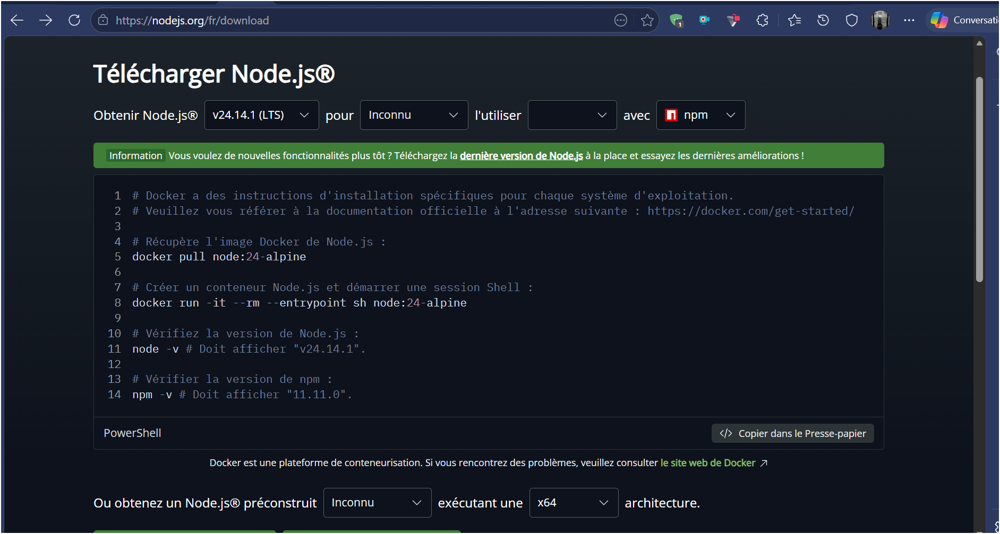 https://nodejs.org/fr/download
1
Conversati
Télécharger Node.js®
Obtenir Node.js® v24.14.1 (LTS) pour Inconnu l'utiliser avec npm
Information Vous voulez de nouvelles fonctionnalités plus tôt ? Téléchargez la dernière version de Node.js à la place et essayez les dernières améliorations !
1 # Docker a des instructions d'installation spécifiques pour chaque système d'exploitation.
2 # Veuillez vous référer à la documentation officielle à l'adresse suivante : https://docker.com/get-started/
3
4 # Récupère l'image Docker de Node.js :
5 docker pull node:24-alpine
6
7 # Créer un conteneur Node.js et démarrer une session Shell :
8 docker run -it --rm --entrypoint sh node:24-alpine
9
10 # Vérifiez la version de Node.js :
11 node -v # Doit afficher "v24.14.1".
12
13 # Vérifier la version de npm :
14 npm -v # Doit afficher "11.11.0".
PowerShell
</> Copier dans le Presse-papier
Docker est une plateforme de conteneurisation. Si vous rencontrez des problèmes, veuillez consulter le site web de Docker
Ou obtenez un Node.js® préconstruit Inconnu exécutant une x64 architecture.